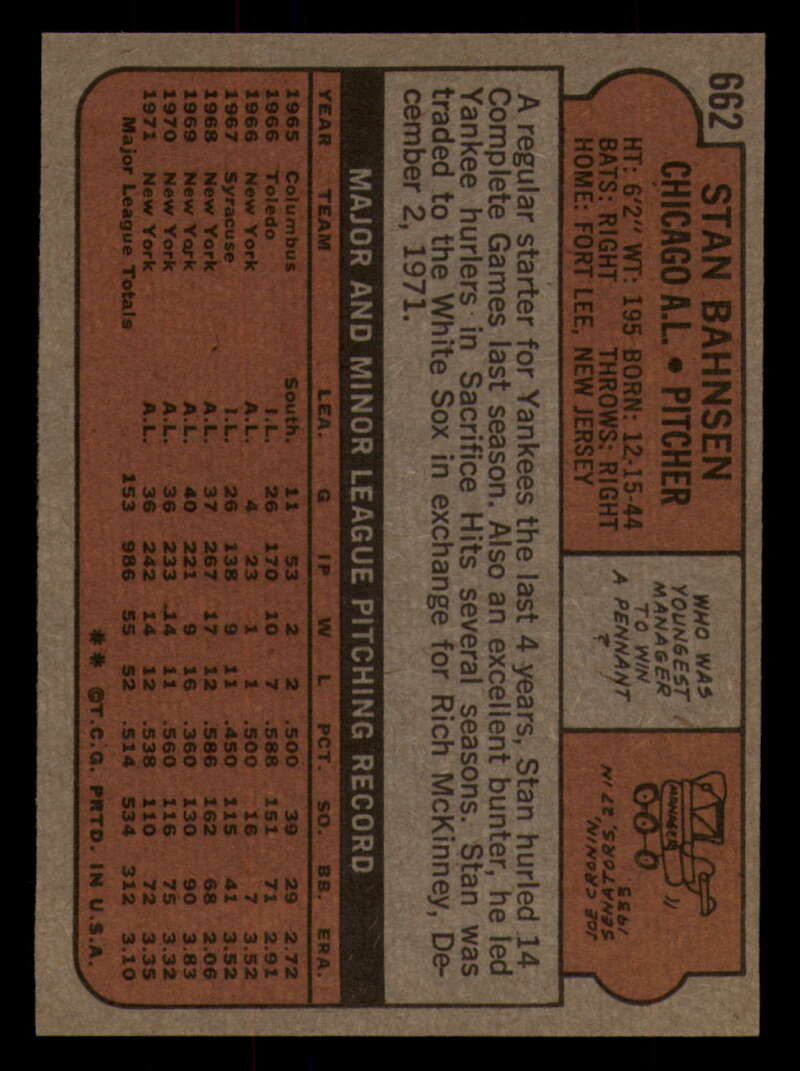 662
STAN BAHNSEN
CHICAGO A.L. • PITCHER
HT: 6'2" WT: 195 BORN: 12-15-44
BATS: RIGHT THROWS: RIGHT
HOME: FORT LEE, NEW JERSEY
WHO WAS
YOUNGEST
MANAGER
TO WIN
A PENNANT
?
MANAGER
JOE CRONIN,
SENATORS, 27 IN
1933
A regular starter for Yankees the last 4 years, Stan hurled 14
Complete Games last season. Also an excellent bunter, he led
Yankee hurlers in Sacrifice Hits several seasons. Stan was
traded to the White Sox in exchange for Rich McKinney, De-
cember 2, 1971.
MAJOR AND MINOR LEAGUE PITCHING RECORD
YEAR TEAM LEA. G IP W L PCT. SO. BB. ERA.
1965 Columbus South. 11 53 2 2 .500 39 29 2.72
1966 Toledo I.L. 26 170 10 7 .588 151 71 2.91
1966 New York A.L. 4 23 1 1 .500 16 7 3.52
1967 Syracuse I.L. 26 138 9 11 .450 115 41 3.52
1968 New York A.L. 37 267 17 12 .586 162 68 2.06
1969 New York A.L. 40 221 9 16 .360 130 90 3.83
1970 New York A.L. 36 233 14 11 .560 116 75 3.32
1971 New York A.L. 36 242 14 12 .538 110 72 3.35
Major League Totals 153 986 55 52 .514 534 312 3.10
** ©T.C.G. PRTD. IN U.S.A.